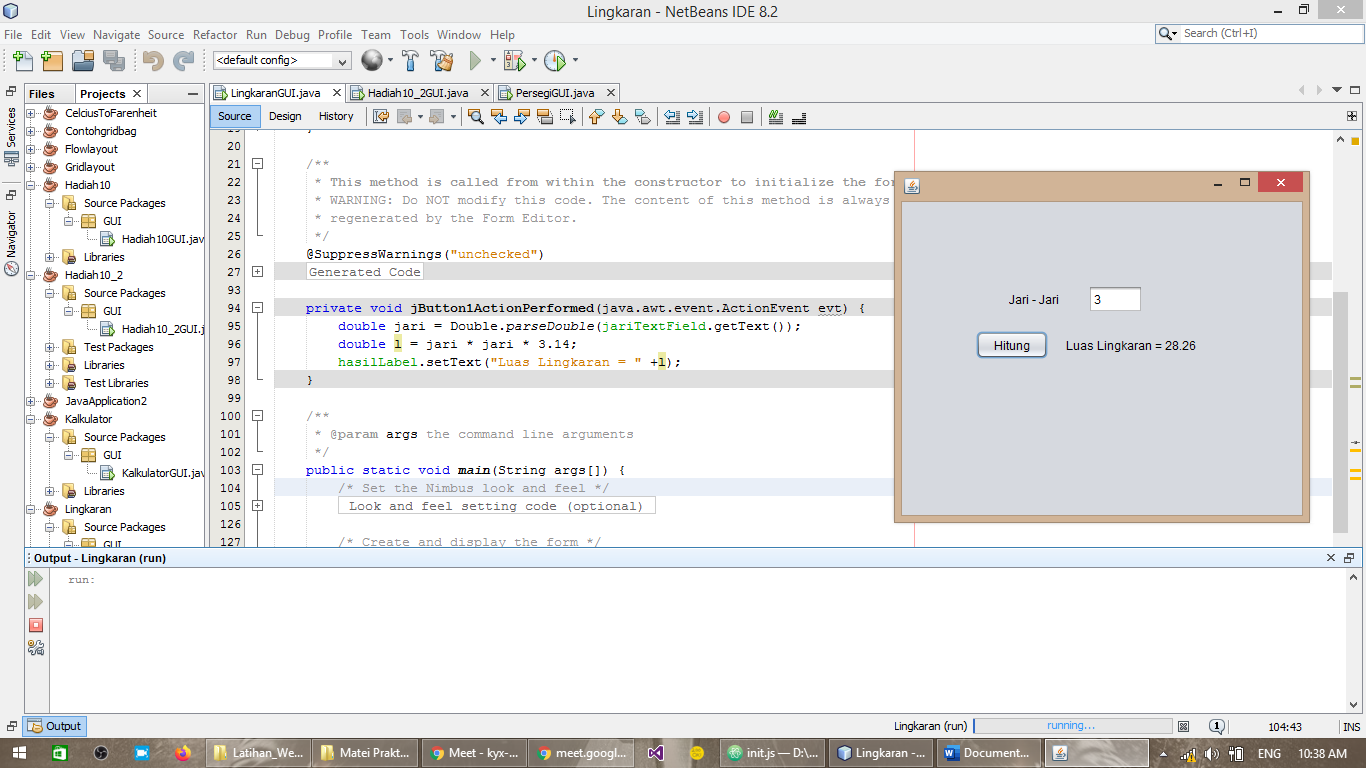 Lingkaran - NetBeans IDE 8.2
File Edit View Navigate Source Refactor Run Debug Profile Team Tools Window Help
Search (Ctrl+I)
<default config>
Files Projects
LingkaranGUI.java Hadiah10_2GUI.java PersegiGUI.java
Source Design History
Services
Navigator
CelciusToFarenheit
Contohgridbag
Flowlayout
Gridlayout
Hadiah10
Source Packages
GUI
Hadiah10GUI.jav
Libraries
Hadiah10_2
Source Packages
GUI
Hadiah10_2GUI.j
Test Packages
Libraries
Test Libraries
JavaApplication2
Kalkulator
Source Packages
GUI
KalkulatorGUI.jav
Libraries
Lingkaran
Source Packages
GUI
19 }
20
21 /**
22 * This method is called from within the constructor to initialize the for
23 * WARNING: Do NOT modify this code. The content of this method is always
24 * regenerated by the Form Editor.
25 */
26 @SuppressWarnings("unchecked")
27 Generated Code
93
94 private void jButton1ActionPerformed(java.awt.event.ActionEvent evt) {
95 double jari = Double.parseDouble(jariTextField.getText());
96 double l = jari * jari * 3.14;
97 hasilLabel.setText("Luas Lingkaran = " +l);
98 }
99
100 /**
101 * @param args the command line arguments
102 */
103 public static void main(String args[]) {
104 /* Set the Nimbus look and feel */
105 Look and feel setting code (optional)
126
127 /* Create and display the form */
Jari - Jari 3
Hitung Luas Lingkaran = 28.26
Output - Lingkaran (run)
run:
Output
Lingkaran (run) running... 1 104:43 INS
Latihan_We... Matei Prakt... Meet - kyx-... meet.googl... init.js — D:\... Lingkaran -... Document... ENG 10:38 AM